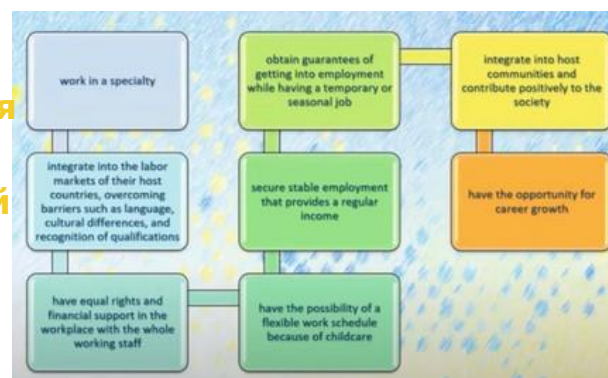 work in a specialty
я
й
integrate into the labor
markets of their host
countries, overcoming
barriers such as language,
cultural differences, and
recognition of qualifications
have equal rights and
financial support in the
workplace with the whole
working staff
have the possibility of a
flexible work schedule
because of childcare
secure stable employment
that provides a regular
income
obtain guarantees of
getting into employment
while having a temporary or
seasonal job
integrate into host
communities and
contribute positively to the
society
have the opportunity for
career growth